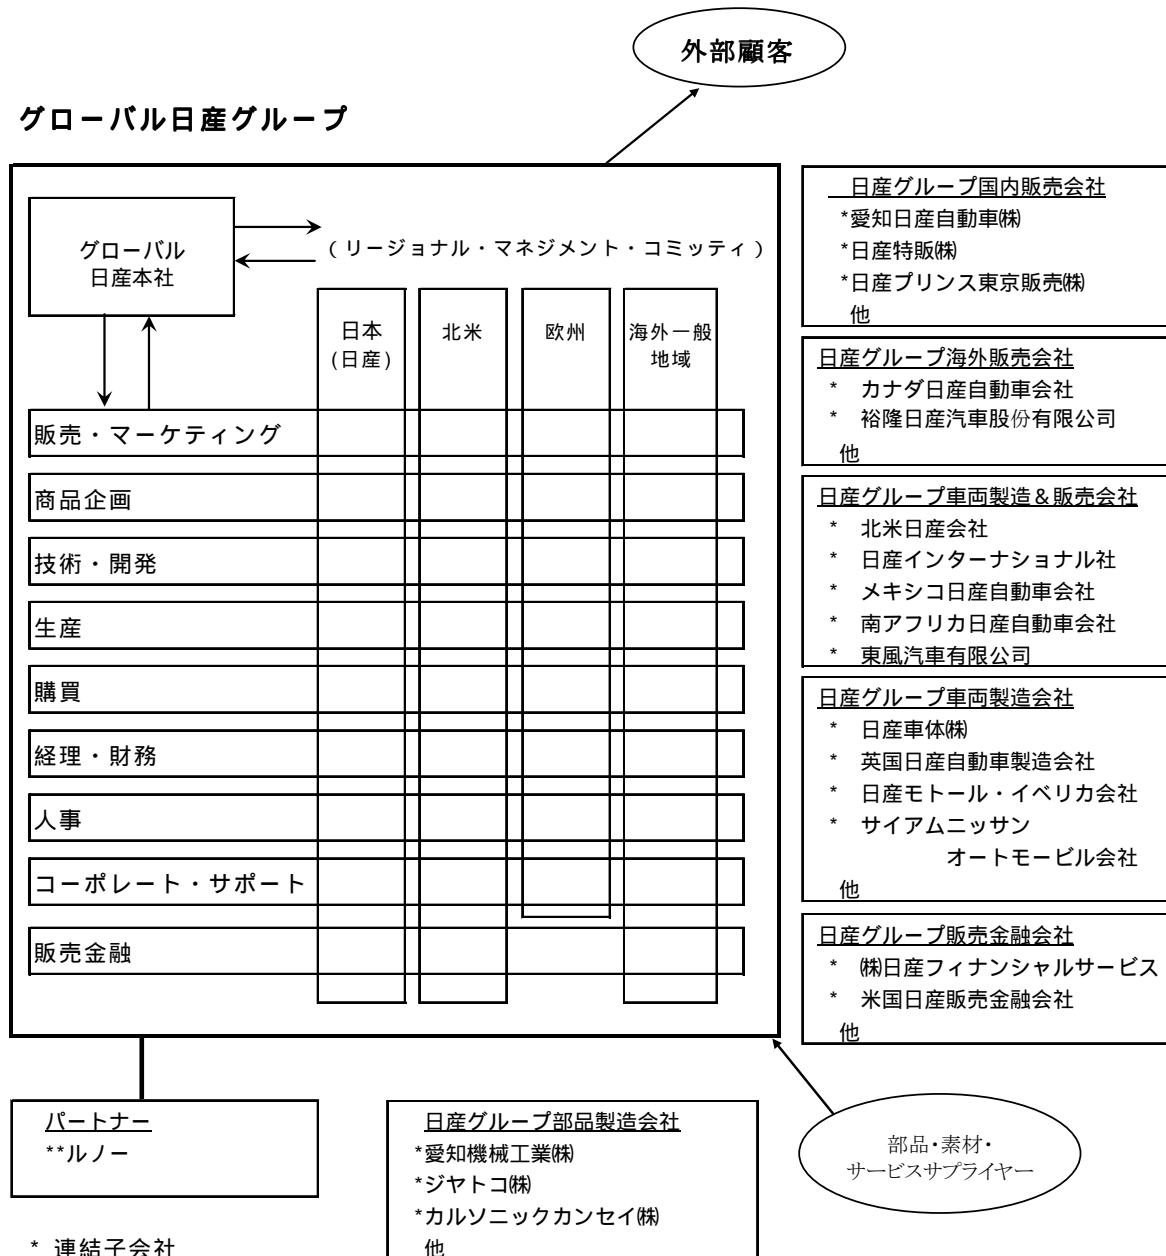 外部顧客
グローバル日産グループ
グローバル
日産本社
(リージョナル・マネジメント・コミッティ)
日本
(日産)
北米
欧州
海外一般
地域
販売・マーケティング
商品企画
技術・開発
生産
購買
経理・財務
人事
コーポレート・サポート
販売金融
日産グループ国内販売会社
*愛知日産自動車㈱
*日産特販㈱
*日産プリンス東京販売㈱
他
日産グループ海外販売会社
* カナダ日産自動車会社
* 裕隆日産汽車股份有限公司
他
日産グループ車両製造&販売会社
* 北米日産会社
* 日産インターナショナル社
* メキシコ日産自動車会社
* 南アフリカ日産自動車会社
* 東風汽車有限公司
日産グループ車両製造会社
* 日産車体㈱
* 英国日産自動車製造会社
* 日産モトール・イベリカ会社
* サイアムニッサン
オートモービル会社
他
日産グループ販売金融会社
* ㈱日産フィナンシャルサービス
* 米国日産販売金融会社
他
パートナー
**ルノー
日産グループ部品製造会社
*愛知機械工業㈱
*ジヤトコ㈱
*カルソニックカンセイ㈱
他
部品・素材・
サービスサプライヤー
* 連結子会社